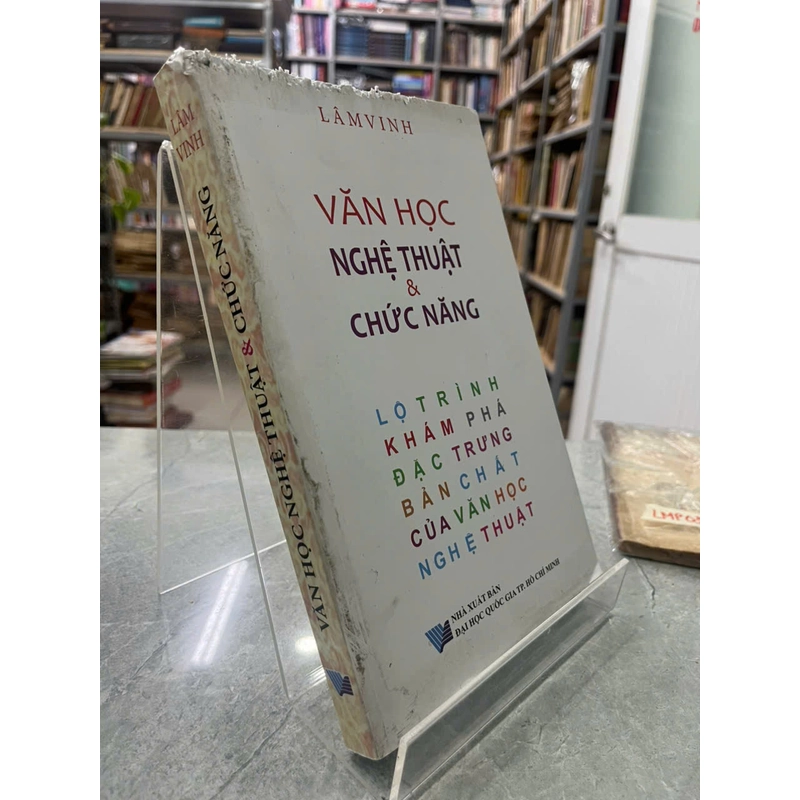 LÂM VINH
VĂN HỌC NGHỆ THUẬT & CHỨC NĂNG
LÂMVINH
VĂN HỌC
NGHỆ THUẬT
&
CHỨC NĂNG
LỘ TRÌNH
KHÁM PHÁ
ĐẶC TRƯNG
BẢN CHẤT
CỦA VĂN HỌC
NGHỆ THUẬT
NHÀ XUẤT BẢN
ĐẠI HỌC QUỐC GIA TP. HỒ CHÍ MINH